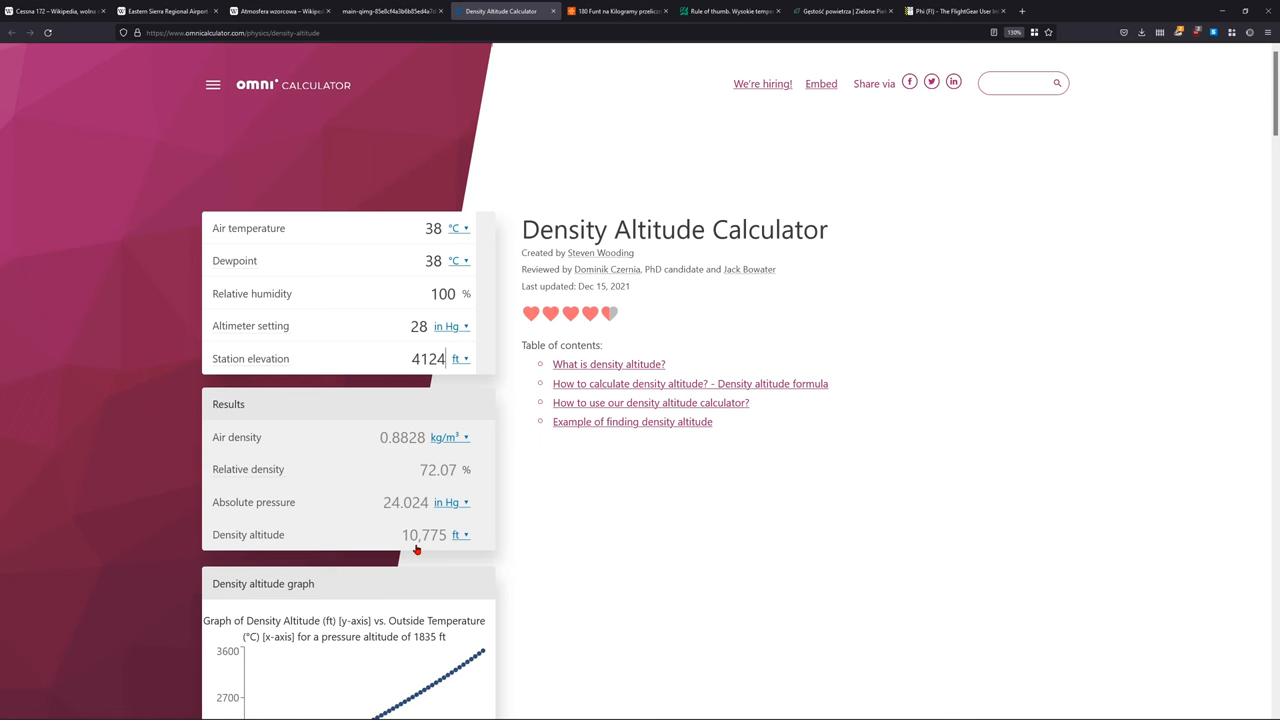 Cessna 172 – Wikipedia, wolna
Eastern Sierra Regional Airport
Atmosfera wzorcowa – Wikiped
main-qimg-85e8cf4a3b6b85ed4a7d
Density Altitude Calculator
180 Funt na Kilogramy przelicz
Rule of thumb. Wysokie tempe
Gęstość powietrza | Zielone Piek
Phi (FI) – The FlightGear User In
https://www.omnicalculator.com/physics/density-altitude
130%
omni CALCULATOR
We're hiring!
Embed
Share via
Air temperature 38 °C
Dewpoint 38 °C
Relative humidity 100 %
Altimeter setting 28 in Hg
Station elevation 4124 ft
Results
Air density 0.8828 kg/m³
Relative density 72.07 %
Absolute pressure 24.024 in Hg
Density altitude 10,775 ft
Density altitude graph
Graph of Density Altitude (ft) [y-axis] vs. Outside Temperature
(°C) [x-axis] for a pressure altitude of 1835 ft
3600
2700
Density Altitude Calculator
Created by Steven Wooding
Reviewed by Dominik Czernia, PhD candidate and Jack Bowater
Last updated: Dec 15, 2021
Table of contents:
What is density altitude?
How to calculate density altitude? - Density altitude formula
How to use our density altitude calculator?
Example of finding density altitude